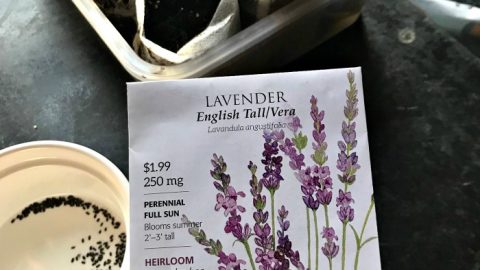 LAVENDER
English Tall/Vera
Lavandula angustifolia
$1.99
250 mg
PERENNIAL
FULL SUN
Blooms summer
2'–3' tall
HEIRLOOM